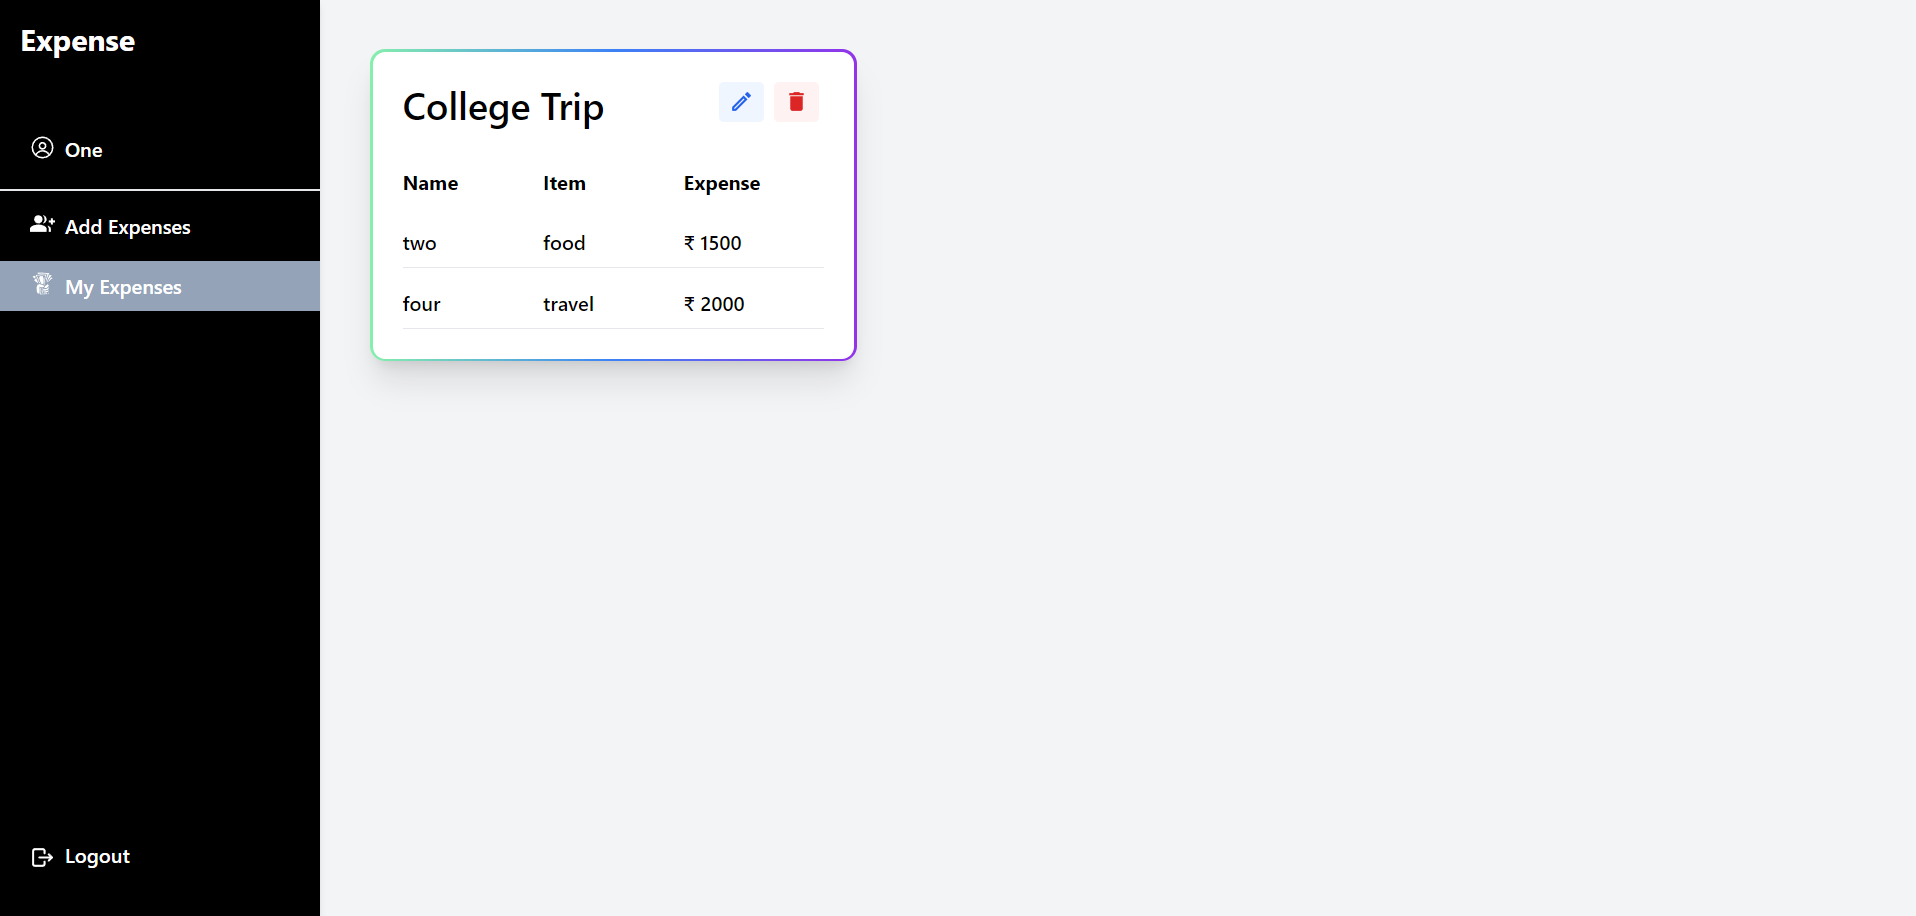 Expense
One
Add Expenses
My Expenses
Logout
College Trip
Name Item Expense
two food ₹ 1500
four travel ₹ 2000